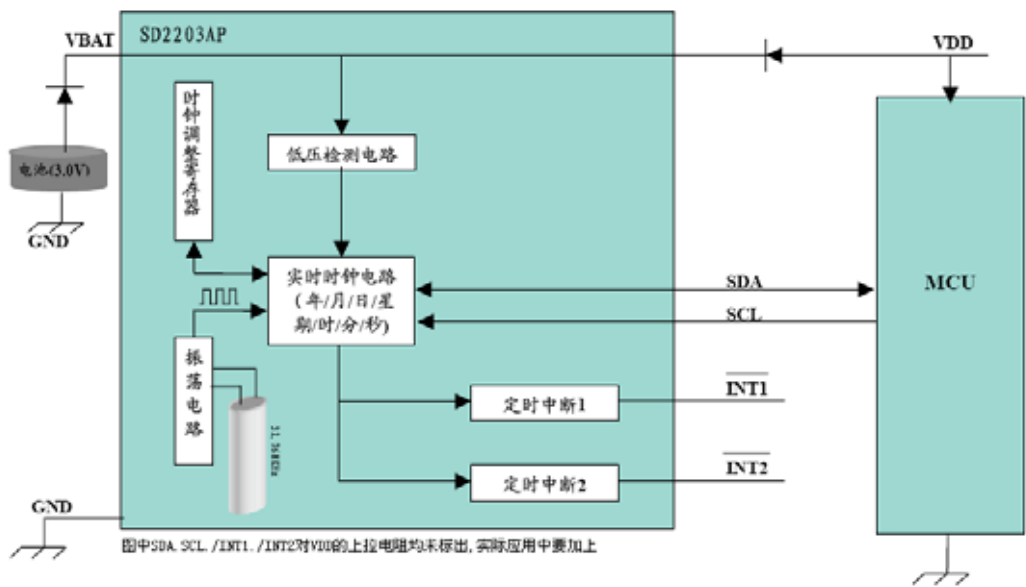 SD2203AP
VBAT
VDD
GND
时钟调整寄存器
低压检测电路
电池(3.0V)
GND
实时时钟电路
(年/月/日/星
期/时/分/秒)
SDA
MCU
SCL
振荡电路
定时中断1
INT1
定时中断2
INT2
GND
图中SDA.SCL./INT1./INT2对VDD的上拉电阻均未标出,实际应用中要加上